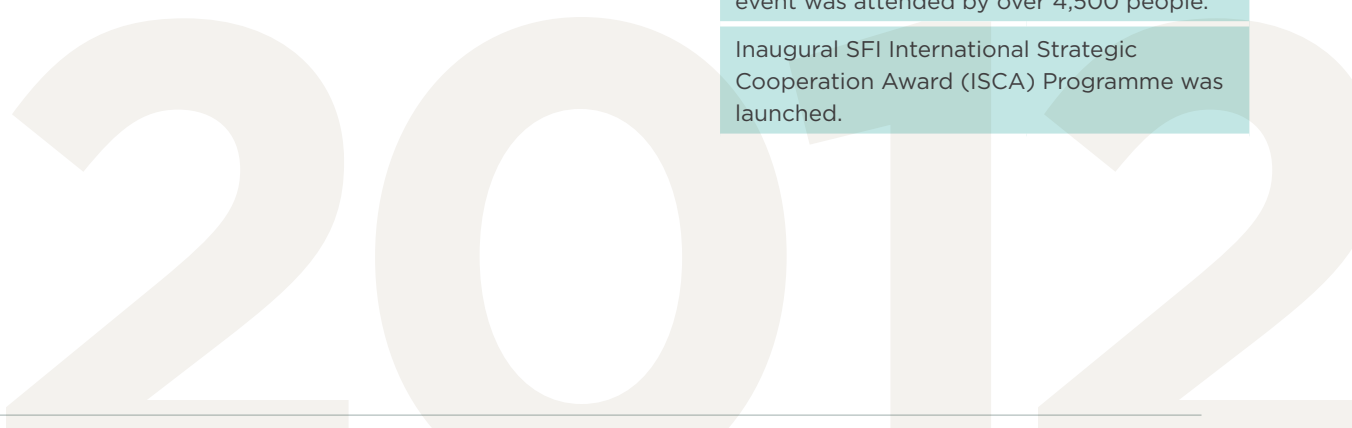 event was attended by over 4,500 people.
Inaugural SFI International Strategic
Cooperation Award (ISCA) Programme was
launched.
2012